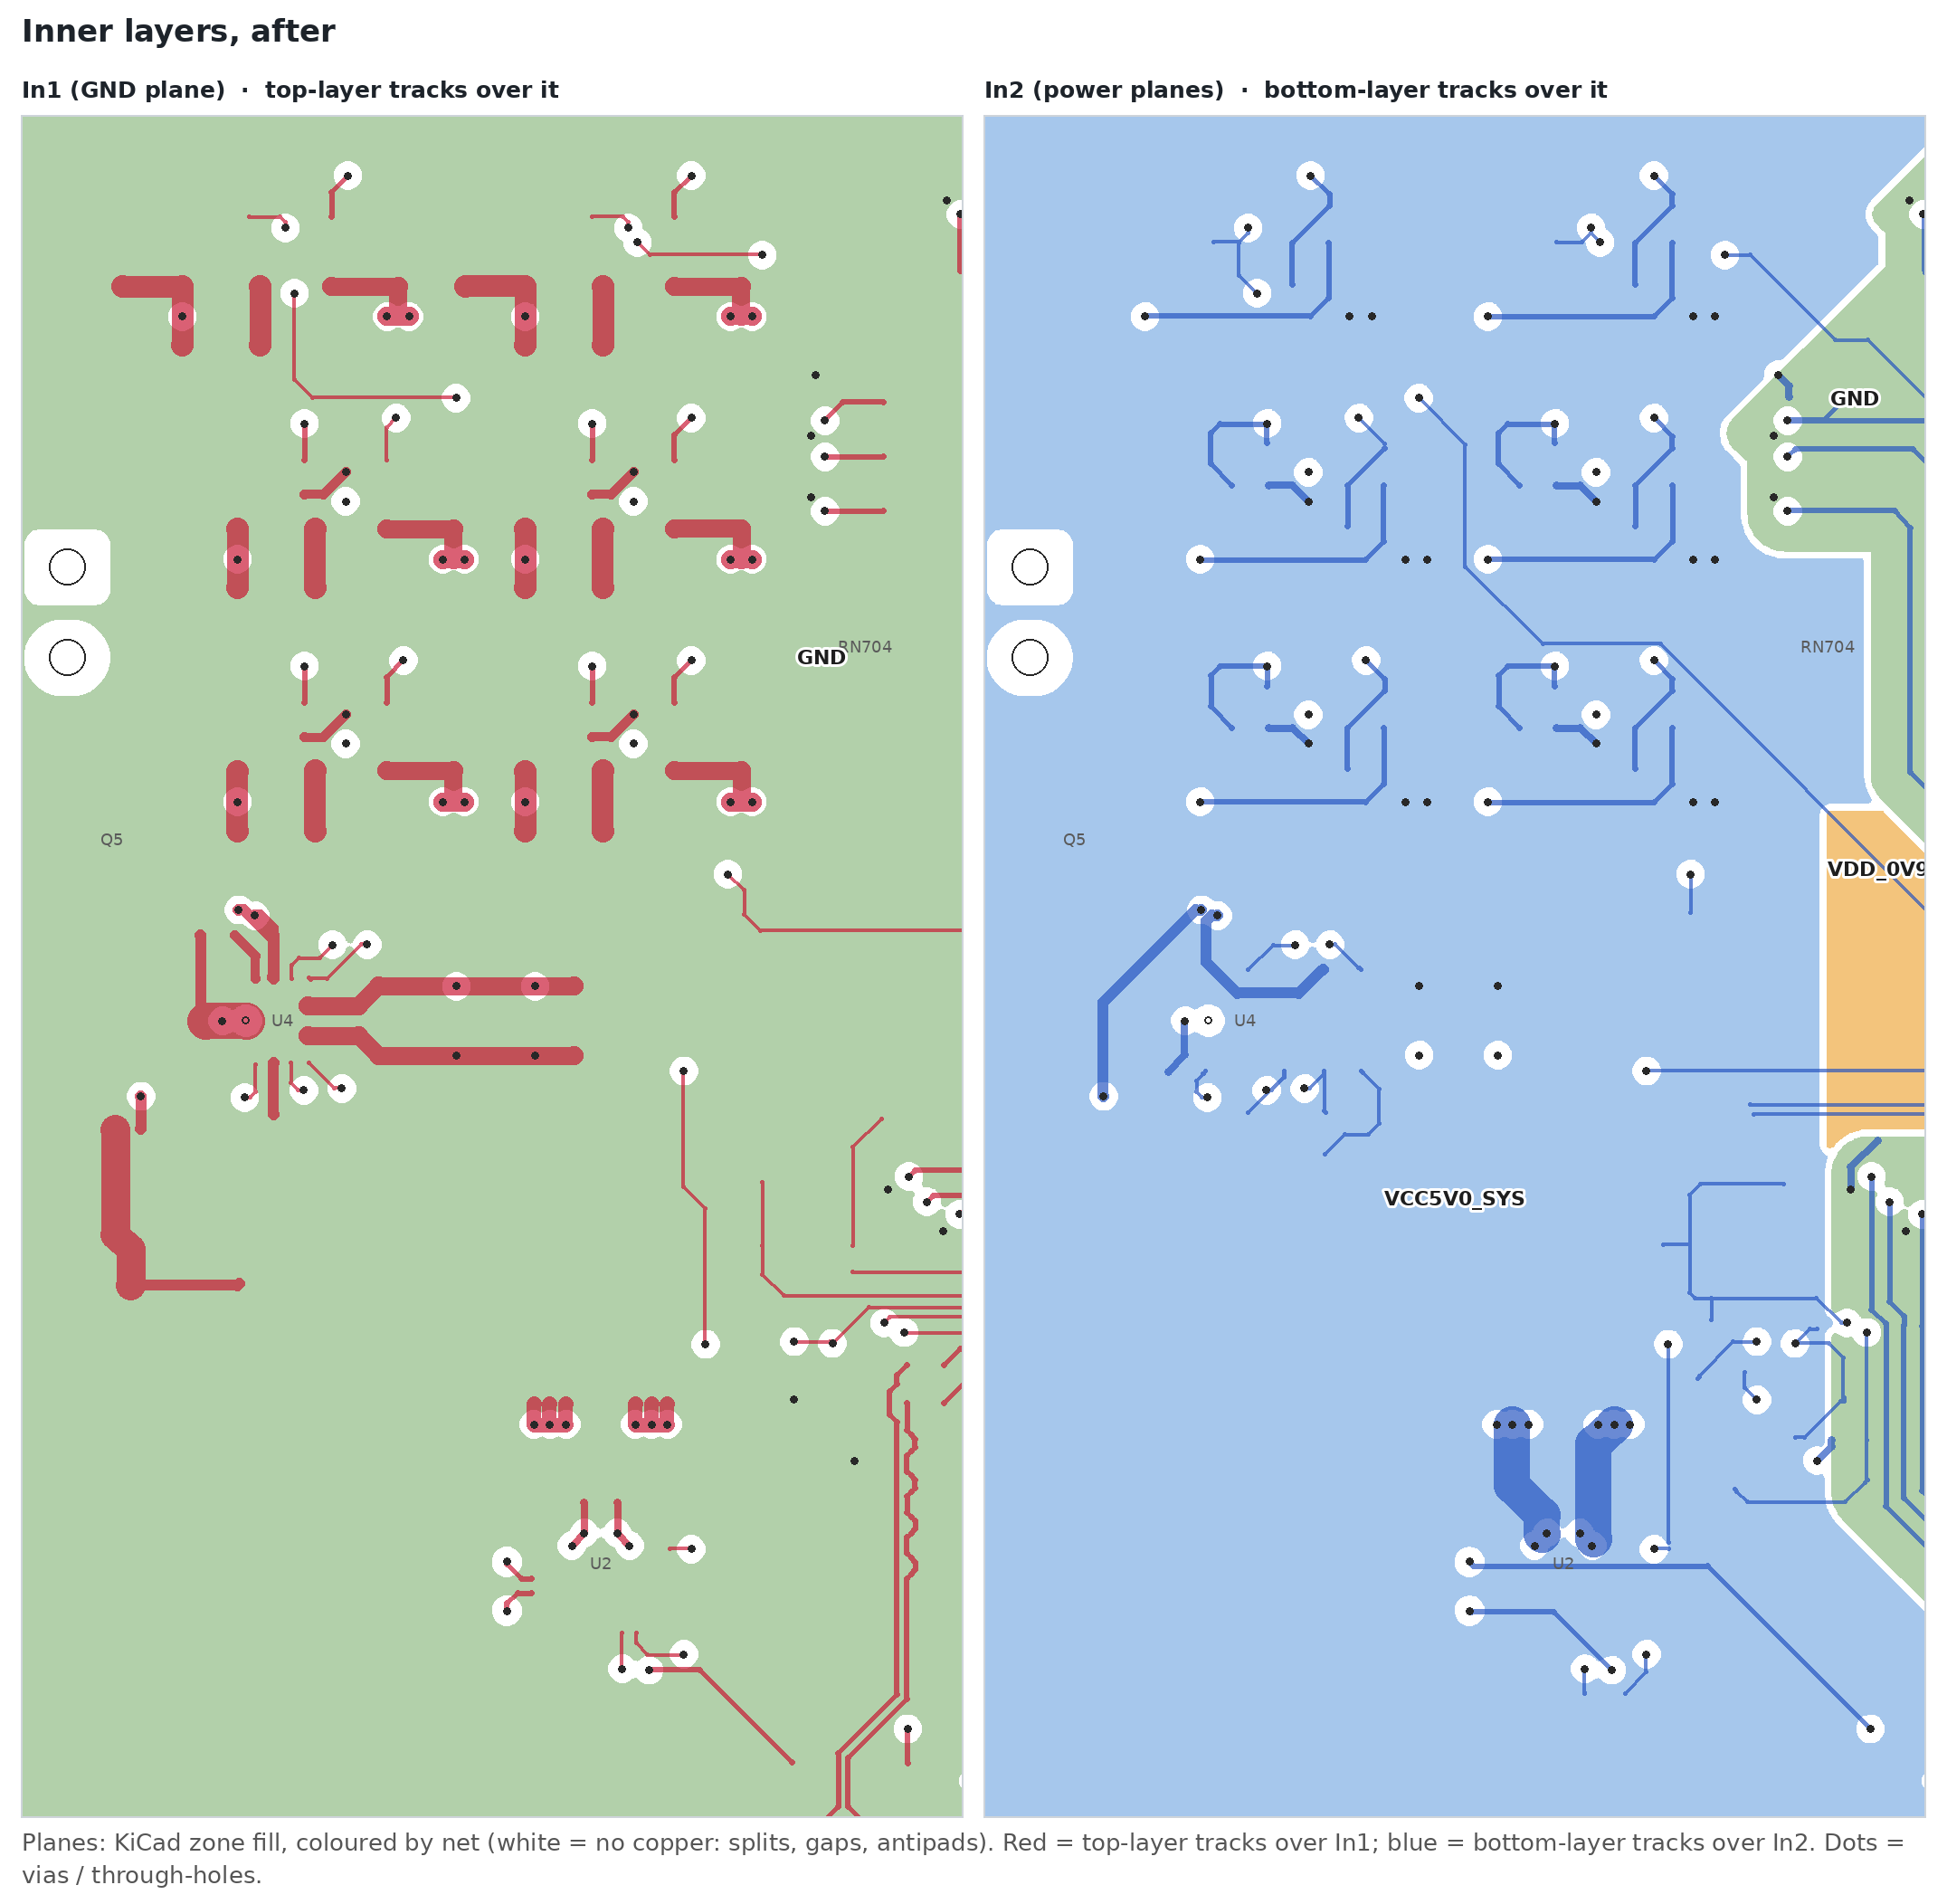 Inner layers, after
In1 (GND plane)  ·  top-layer tracks over it
In2 (power planes)  ·  bottom-layer tracks over it
GND
RN704
GND
RN704
Q5
Q5
VDD_0V9
U4
U4
VCC5V0_SYS
U2
U2
Planes: KiCad zone fill, coloured by net (white = no copper: splits, gaps, antipads). Red = top-layer tracks over In1; blue = bottom-layer tracks over In2. Dots =
vias / through-holes.